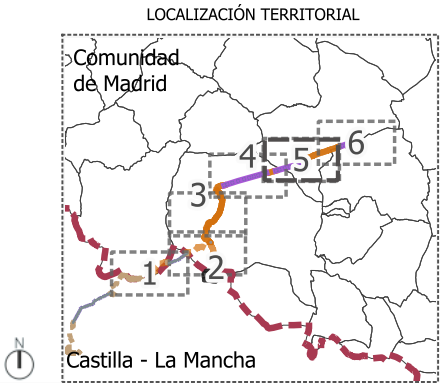 LOCALIZACIÓN TERRITORIAL
Comunidad
de Madrid
6
5
4
3
2
1
N
Castilla - La Mancha